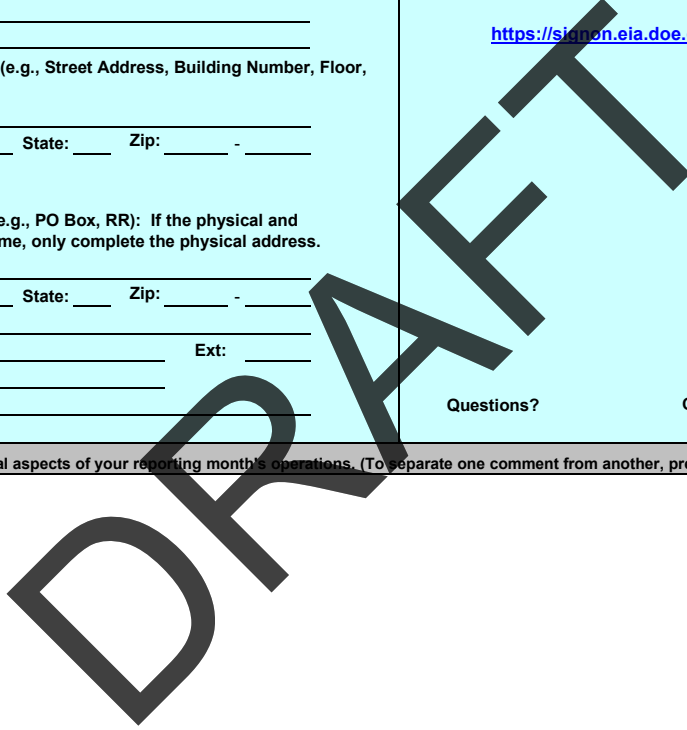 https://signon.eia.doe.
(e.g., Street Address, Building Number, Floor,
State: Zip: -
e.g., PO Box, RR): If the physical and
me, only complete the physical address.
State: Zip: -
Ext:
Questions?
al aspects of your reporting month's operations. (To separate one comment from another, pre
DRAFT